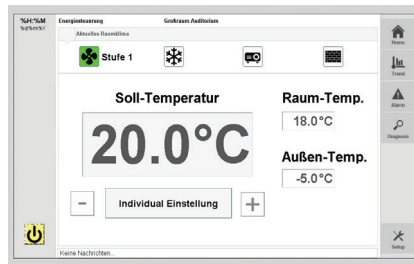 %H:%M
%d/%m/%Y
Energiesteuerung Großraum Auditorium
Aktuelles Raumklima
Stufe 1
Soll-Temperatur
20.0°C
Individual Einstellung
Raum-Temp.
18.0°C
Außen-Temp.
-5.0°C
Home
Trend
Alarm
Diagnose
Setup
Keine Nachrichten...